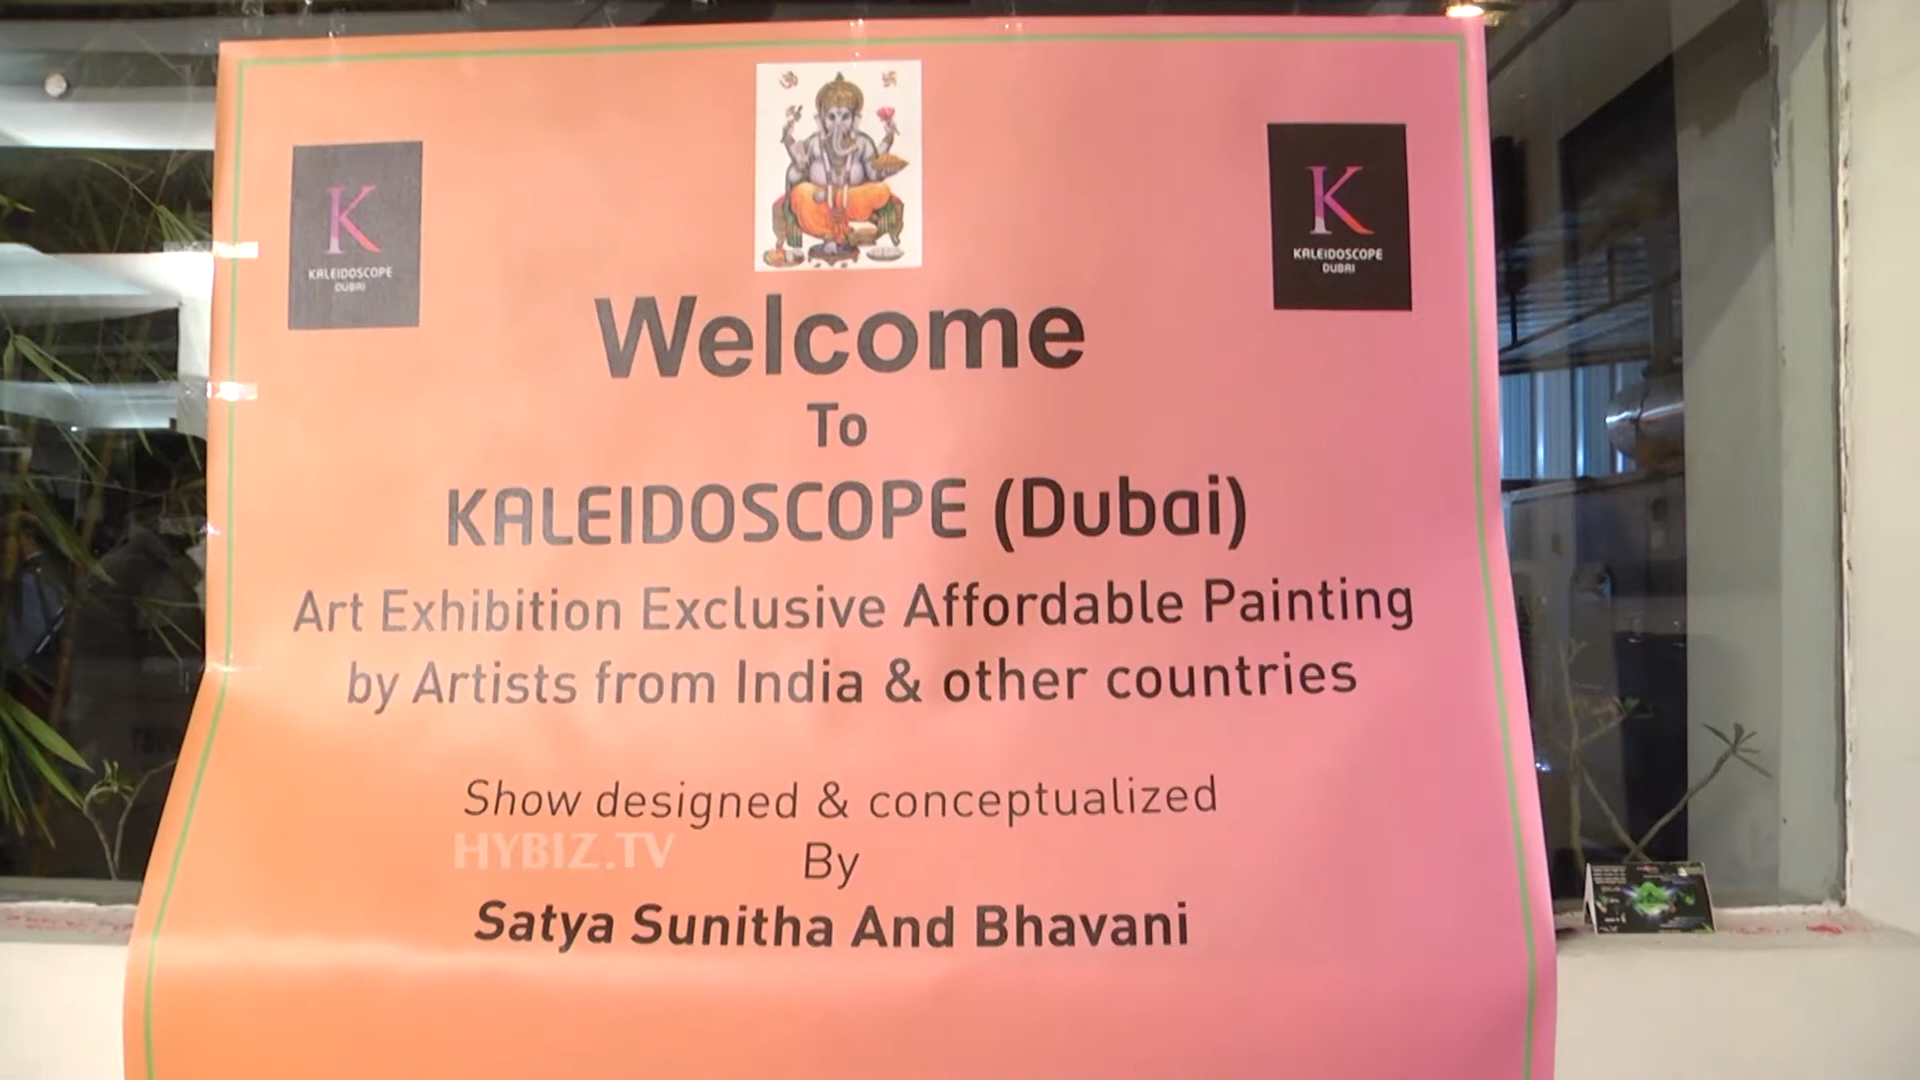 K
KALEIDOSCOPE
DUBAI
K
KALEIDOSCOPE
DUBAI
Welcome
To
KALEIDOSCOPE (Dubai)
Art Exhibition Exclusive Affordable Painting
by Artists from India & other countries
Show designed & conceptualized
HYBIZ.TV
By
Satya Sunitha And Bhavani